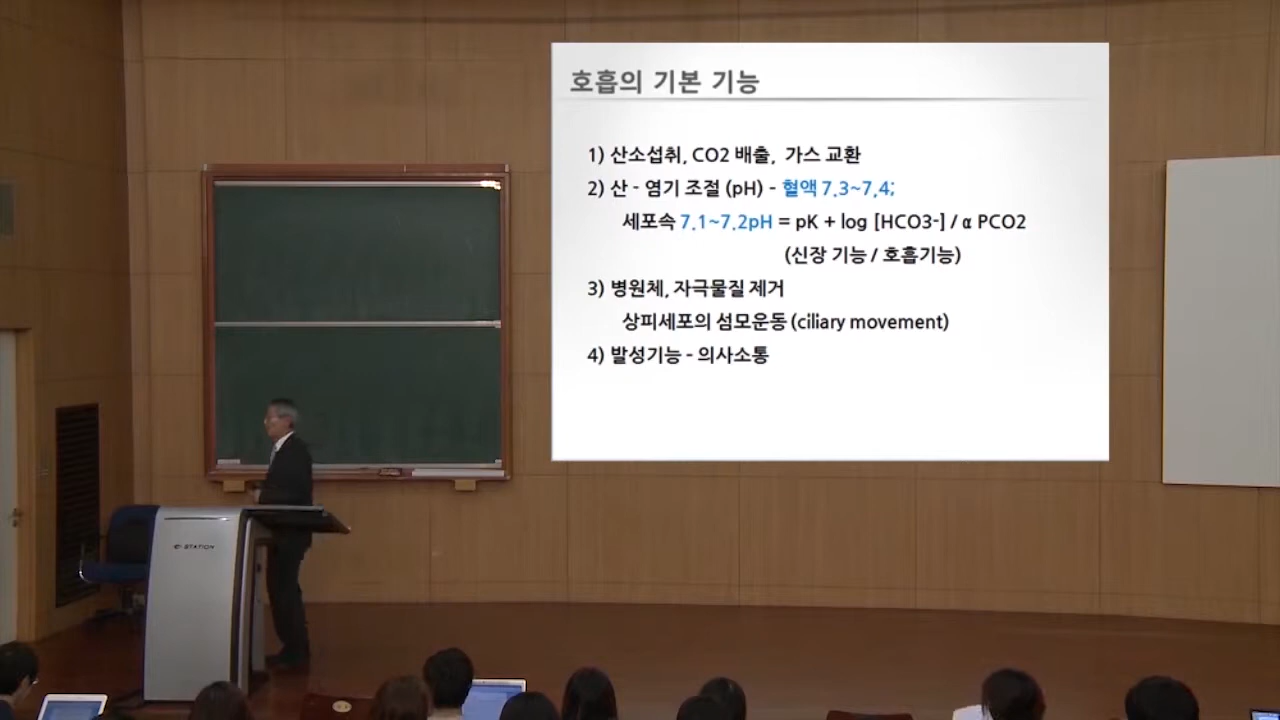 호흡의 기본 기능
1) 산소섭취, CO2 배출, 가스 교환
2) 산 - 염기 조절 (pH) - 혈액 7.3~7.4;
세포속 7.1~7.2pH = pK + log [HCO3-] / α PCO2
(신장 기능 / 호흡기능)
3) 병원체, 자극물질 제거
상피세포의 섬모운동 (ciliary movement)
4) 발성기능 - 의사소통
e-STATION